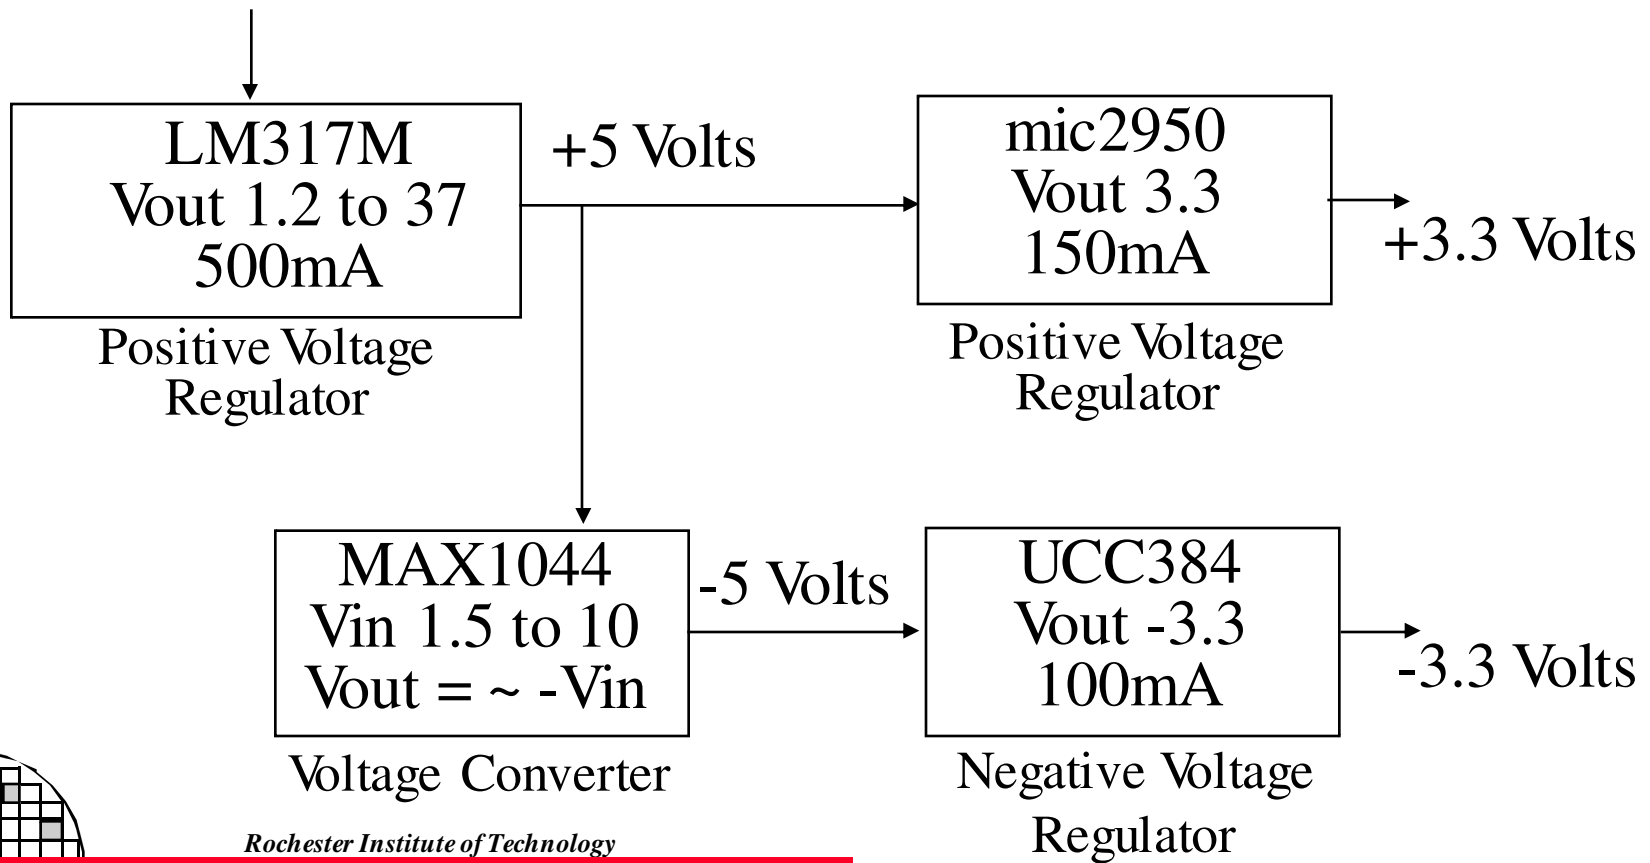 LM317M
Vout 1.2 to 37
500mA
Positive Voltage
Regulator
+5 Volts
mic2950
Vout 3.3
150mA
Positive Voltage
Regulator
+3.3 Volts
MAX1044
Vin 1.5 to 10
Vout = ~ -Vin
Voltage Converter
-5 Volts
UCC384
Vout -3.3
100mA
Negative Voltage
Regulator
-3.3 Volts
Rochester Institute of Technology